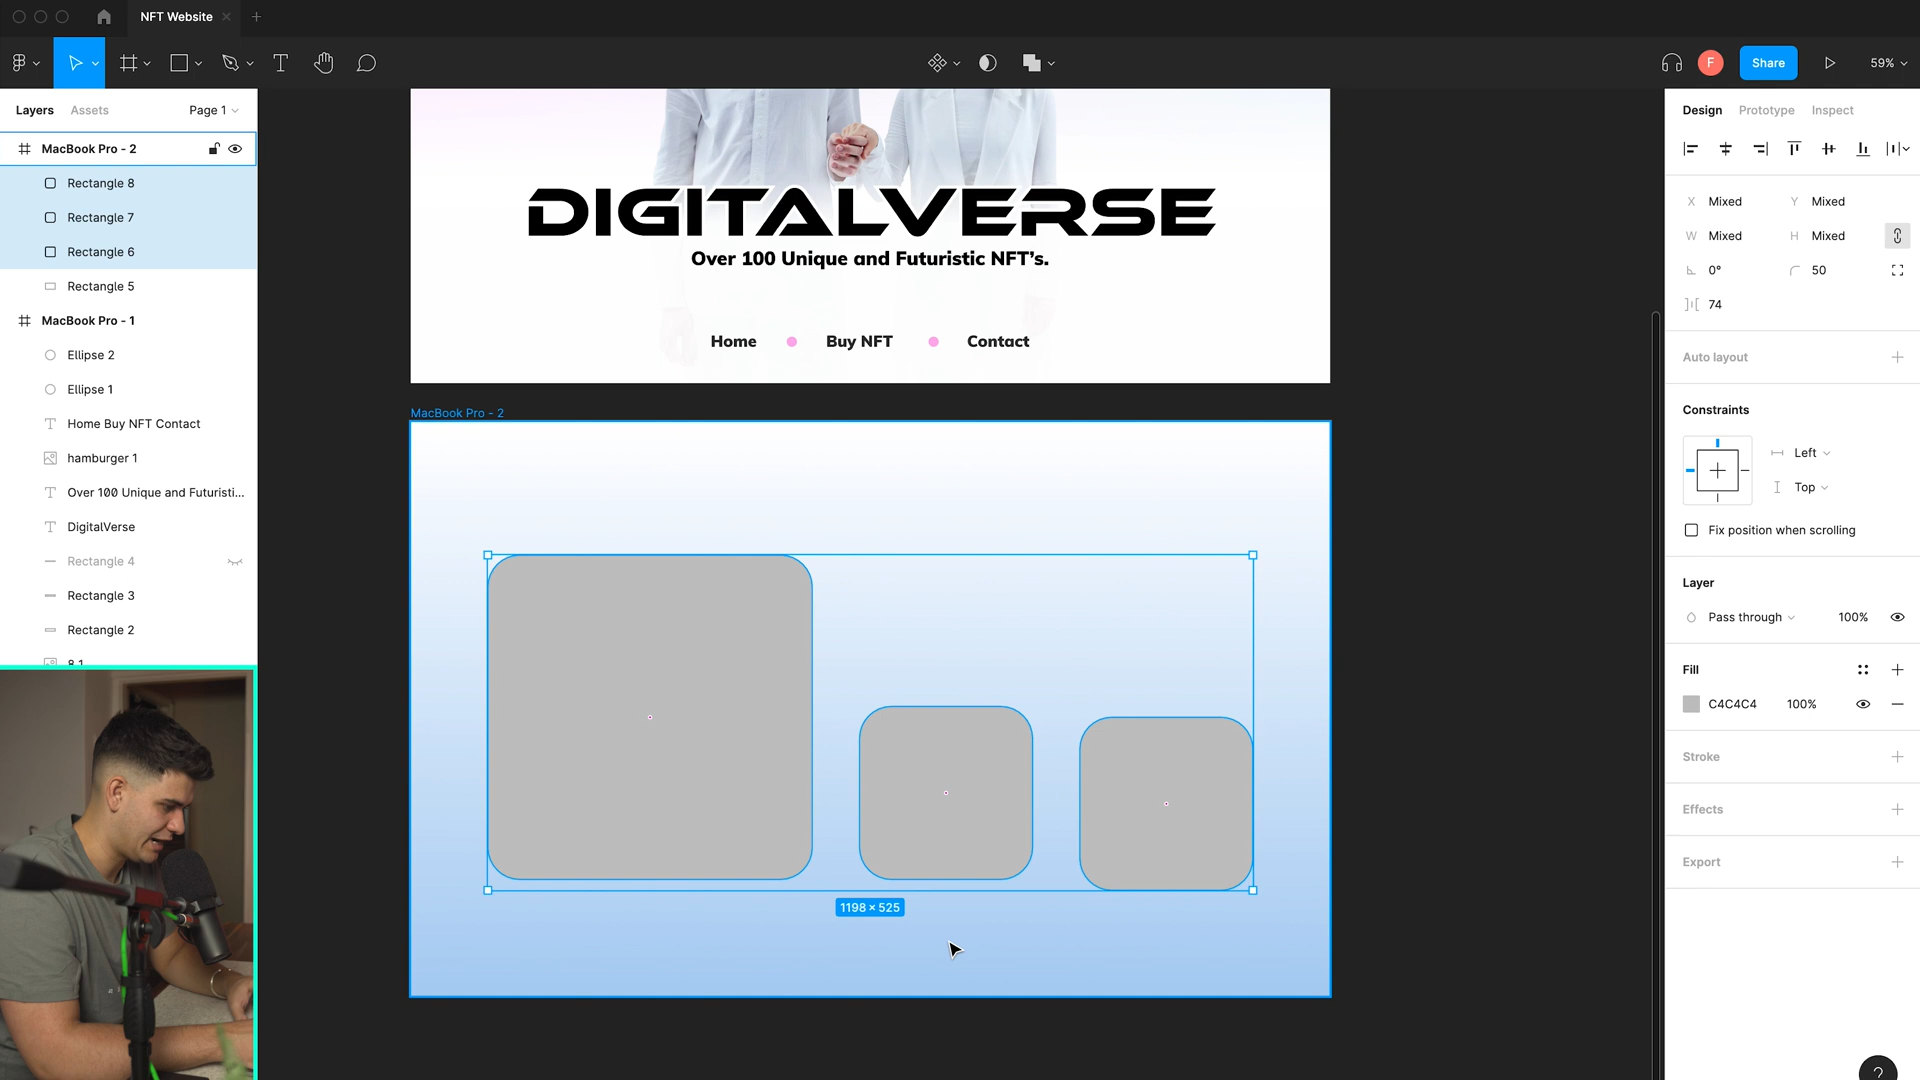 NFT Website
F
Share
59%
Layers
Assets
Page 1
MacBook Pro - 2
Rectangle 8
Rectangle 7
Rectangle 6
Rectangle 5
MacBook Pro - 1
Ellipse 2
Ellipse 1
Home Buy NFT Contact
hamburger 1
Over 100 Unique and Futuristi...
DigitalVerse
Rectangle 4
Rectangle 3
Rectangle 2
8 1
DIGITALVERSE
Over 100 Unique and Futuristic NFT's.
Home
Buy NFT
Contact
MacBook Pro - 2
1198 × 525
Design
Prototype
Inspect
X Mixed
Y Mixed
W Mixed
H Mixed
0°
50
74
Auto layout
Constraints
Left
Top
Fix position when scrolling
Layer
Pass through
100%
Fill
C4C4C4
100%
Stroke
Effects
Export
?